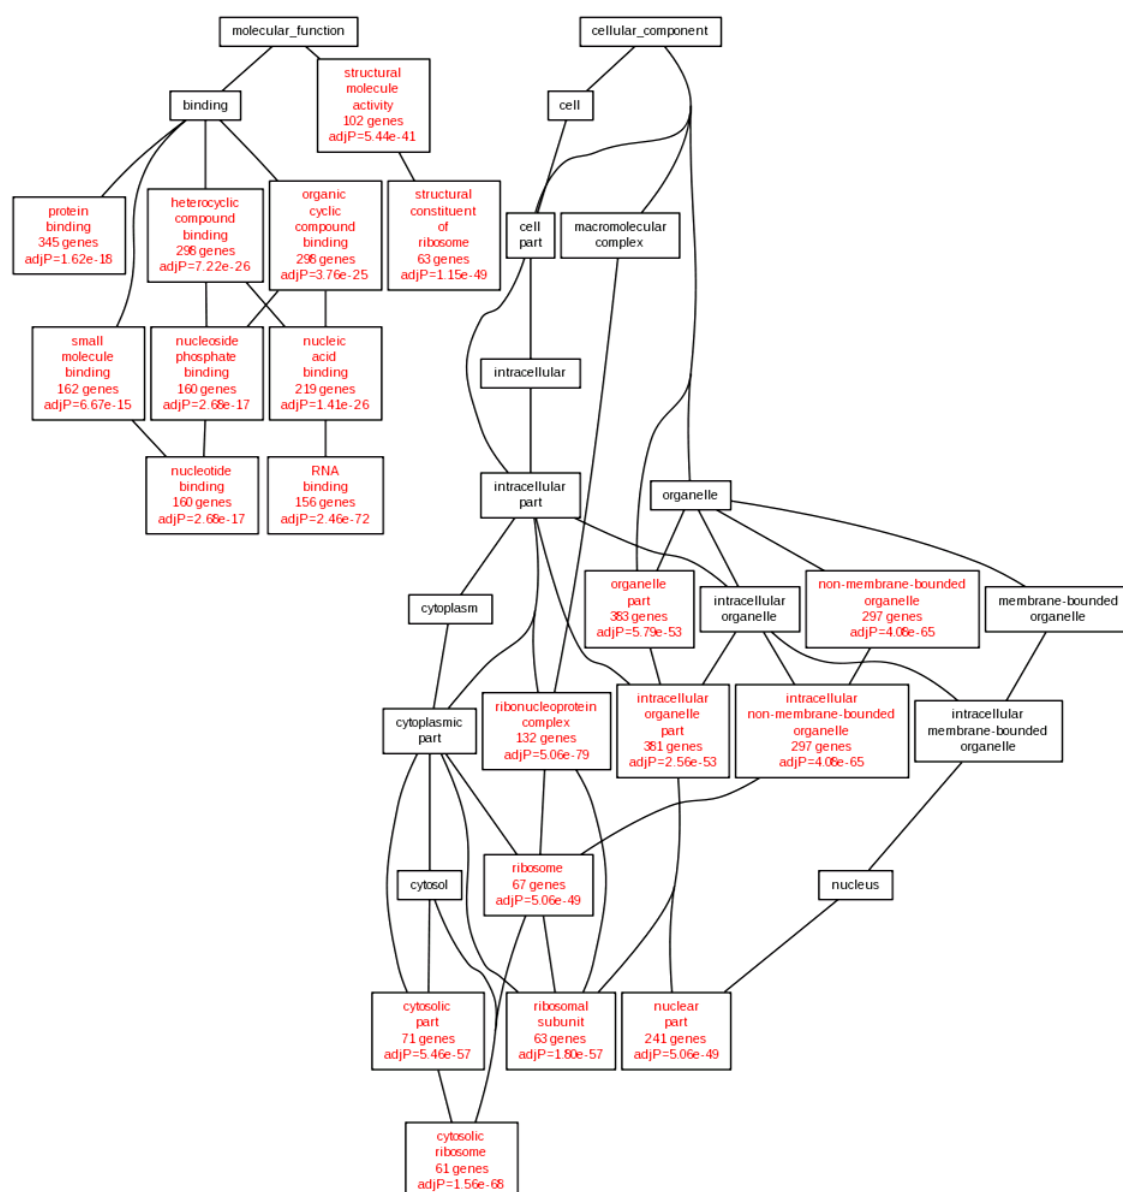 molecular_function
cellular_component
structural
molecule
activity
102 genes
adjP=5.44e-41
binding
cell
protein
binding
345 genes
adjP=1.62e-18
heterocyclic
compound
binding
298 genes
adjP=7.22e-26
organic
cyclic
compound
binding
298 genes
adjP=3.76e-25
structural
constituent
of
ribosome
63 genes
adjP=1.15e-49
cell
part
macromolecular
complex
small
molecule
binding
162 genes
adjP=6.67e-15
nucleoside
phosphate
binding
160 genes
adjP=2.68e-17
nucleic
acid
binding
219 genes
adjP=1.41e-26
intracellular
nucleotide
binding
160 genes
adjP=2.68e-17
RNA
binding
156 genes
adjP=2.46e-72
intracellular
part
organelle
cytoplasm
organelle
part
383 genes
adjP=5.79e-53
intracellular
organelle
non-membrane-bounded
organelle
297 genes
adjP=4.08e-65
membrane-bounded
organelle
cytoplasmic
part
ribonucleoprotein
complex
132 genes
adjP=5.06e-79
intracellular
organelle
part
381 genes
adjP=2.56e-53
intracellular
non-membrane-bounded
organelle
297 genes
adjP=4.08e-65
intracellular
membrane-bounded
organelle
cytosol
ribosome
67 genes
adjP=5.06e-49
nucleus
cytosolic
part
71 genes
adjP=5.46e-57
ribosomal
subunit
63 genes
adjP=1.80e-57
nuclear
part
241 genes
adjP=5.06e-49
cytosolic
ribosome
61 genes
adjP=1.56e-68